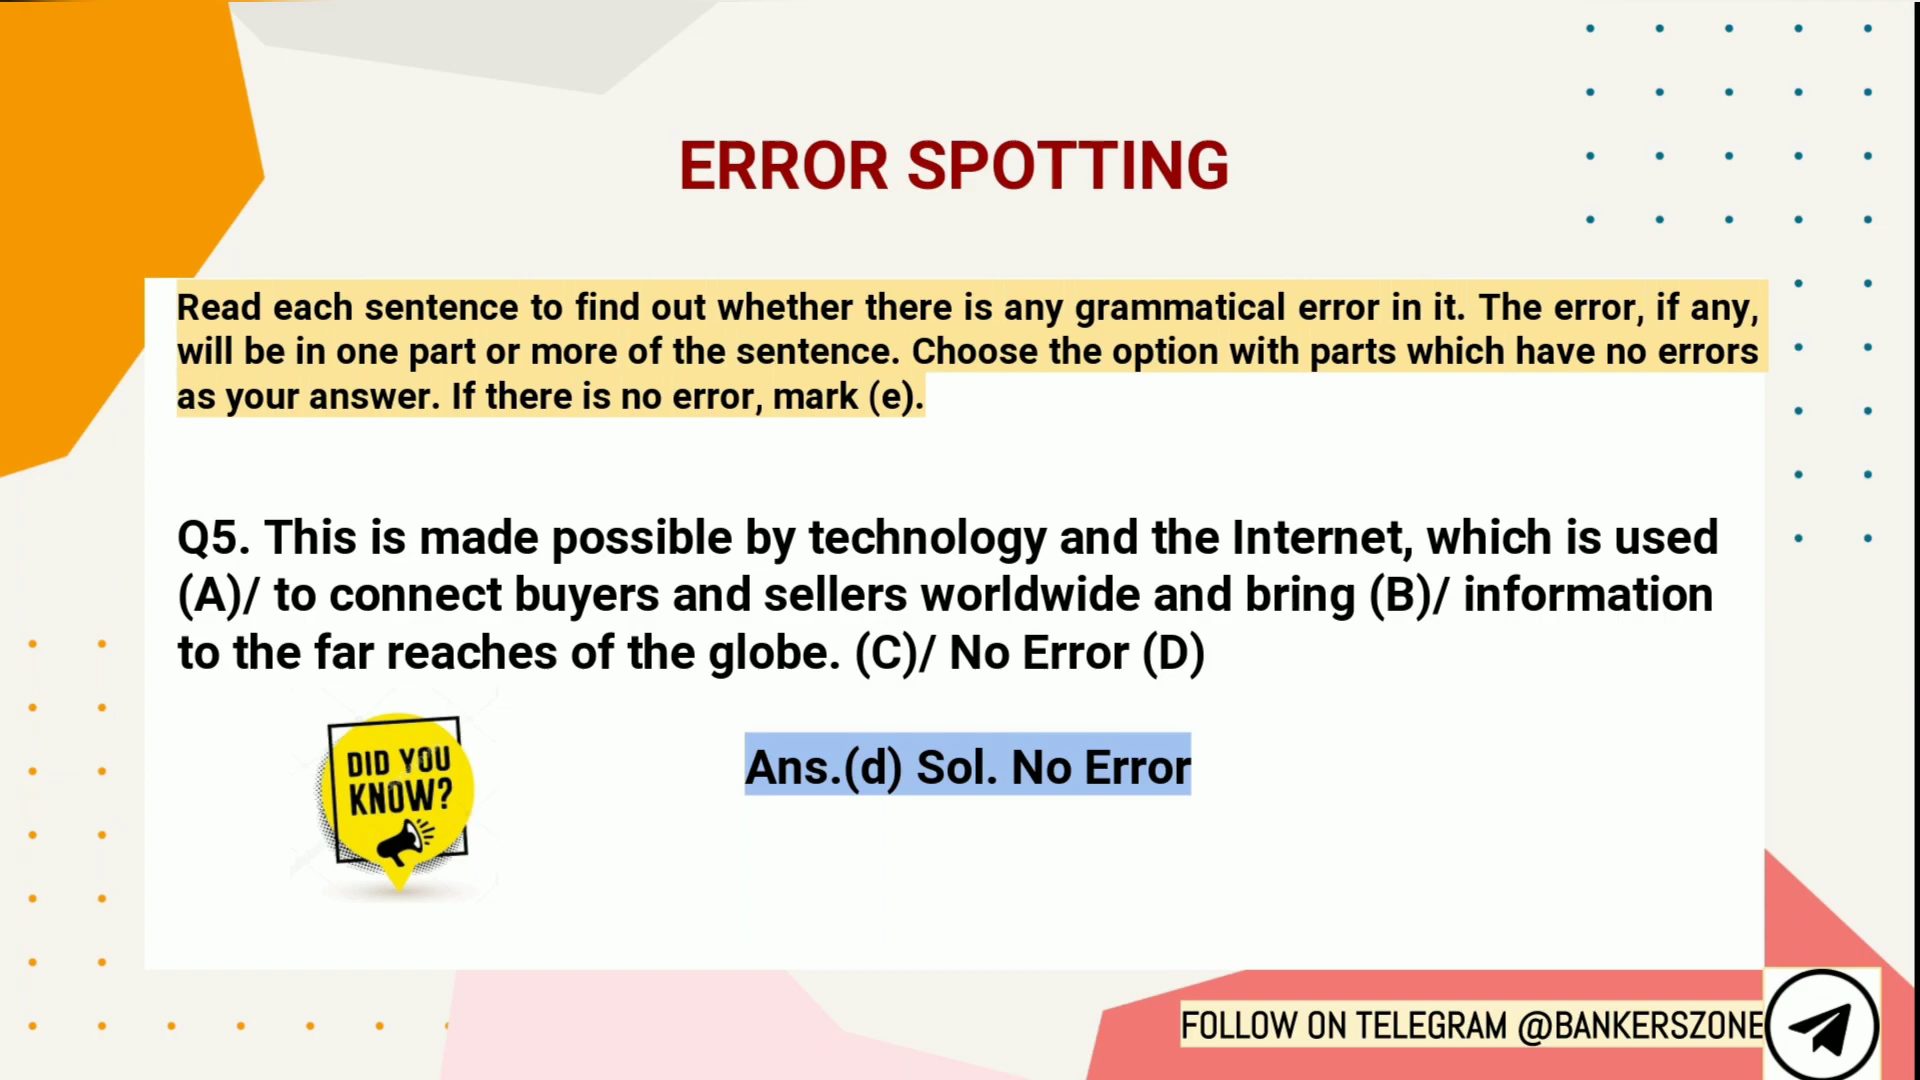 ERROR SPOTTING
Read each sentence to find out whether there is any grammatical error in it. The error, if any,
will be in one part or more of the sentence. Choose the option with parts which have no errors
as your answer. If there is no error, mark (e).
Q5. This is made possible by technology and the Internet, which is used
(A)/ to connect buyers and sellers worldwide and bring (B)/ information
to the far reaches of the globe. (C)/ No Error (D)
DID YOU
KNOW?
Ans.(d) Sol. No Error
FOLLOW ON TELEGRAM @BANKERSZONE